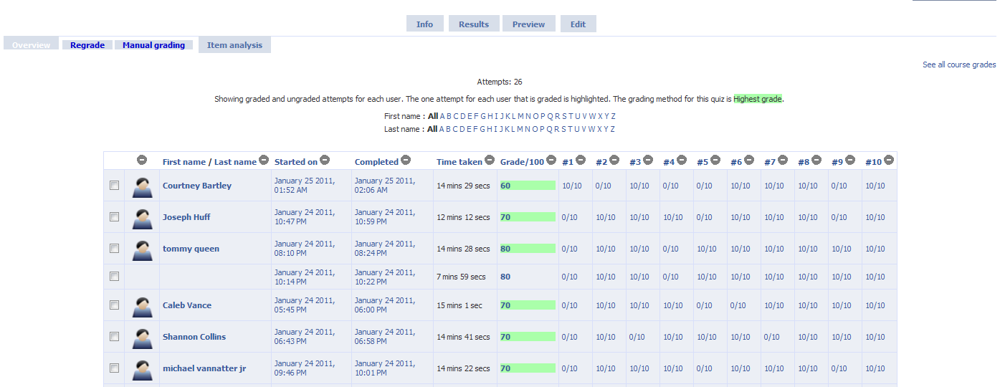 Info Results Preview Edit
Overview Regrade Manual grading Item analysis
See all course grades
Attempts: 26
Showing graded and ungraded attempts for each user. The one attempt for each user that is graded is highlighted. The grading method for this quiz is Highest grade.
First name : All A B C D E F G H I J K L M N O P Q R S T U V W X Y Z
Last name : All A B C D E F G H I J K L M N O P Q R S T U V W X Y Z
First name / Last name Started on Completed Time taken Grade/100 #1 #2 #3 #4 #5 #6 #7 #8 #9 #10
Courtney Bartley January 25 2011, 01:52 AM January 25 2011, 02:06 AM 14 mins 29 secs 60 10/10 0/10 10/10 0/10 0/10 10/10 10/10 10/10 0/10 10/10
Joseph Huff January 24 2011, 10:47 PM January 24 2011, 10:59 PM 12 mins 12 secs 70 0/10 10/10 10/10 10/10 0/10 10/10 10/10 10/10 0/10 10/10
tommy queen January 24 2011, 08:10 PM January 24 2011, 08:24 PM 14 mins 28 secs 80 0/10 10/10 10/10 0/10 10/10 10/10 10/10 10/10 10/10 10/10
January 24 2011, 10:14 PM January 24 2011, 10:22 PM 7 mins 59 secs 80 0/10 10/10 10/10 0/10 10/10 10/10 10/10 10/10 10/10 10/10
Caleb Vance January 24 2011, 05:45 PM January 24 2011, 06:00 PM 15 mins 1 sec 70 0/10 10/10 10/10 10/10 0/10 0/10 10/10 10/10 10/10 10/10
Shannon Collins January 24 2011, 06:43 PM January 24 2011, 06:58 PM 14 mins 41 secs 70 0/10 10/10 0/10 10/10 10/10 10/10 0/10 10/10 10/10 10/10
michael vannatter jr January 24 2011, 09:46 PM January 24 2011, 10:01 PM 14 mins 22 secs 70 0/10 10/10 10/10 0/10 10/10 10/10 10/10 10/10 0/10 10/10